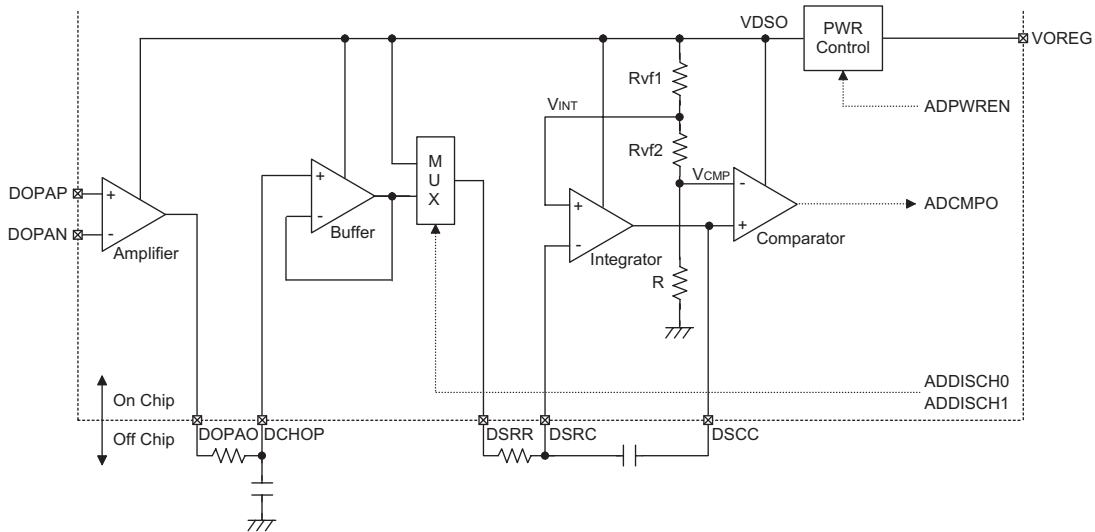 VDSO
PWR
Control
VOREG
Rvf1
VINT
ADPWREN
M
U
X
Rvf2
VCMP
DOPAP
+
+
-
+
ADCMPO
DOPAN
-
Amplifier
-
Buffer
-
+
Integrator
Comparator
R
On Chip
Off Chip
ADDISCH0
ADDISCH1
DOPAO
DCHOP
DSRR
DSRC
DSCC